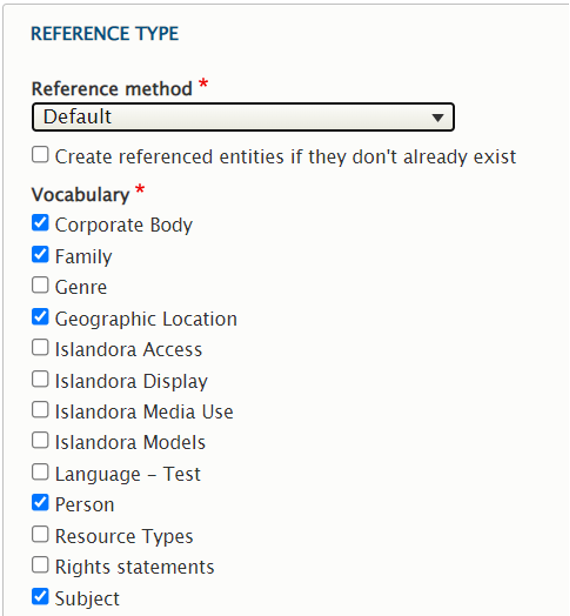 REFERENCE TYPE
Reference method *
Default
Create referenced entities if they don't already exist
Vocabulary *
Corporate Body
Family
Genre
Geographic Location
Islandora Access
Islandora Display
Islandora Media Use
Islandora Models
Language - Test
Person
Resource Types
Rights statements
Subject